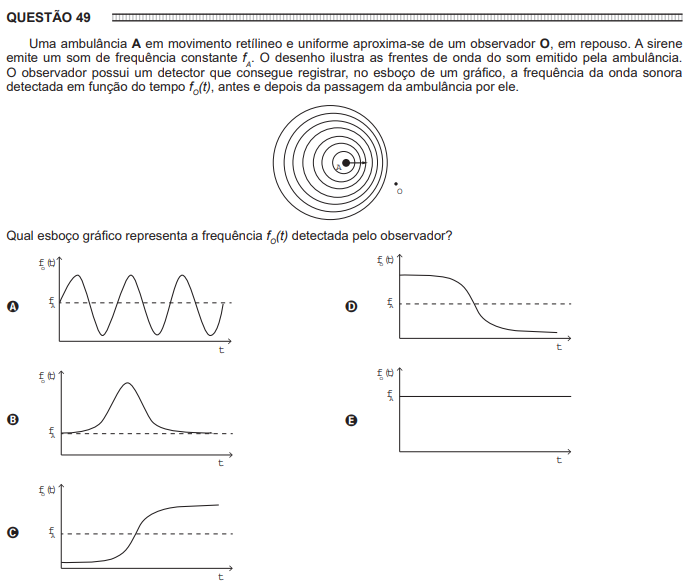 QUESTÃO 49
Uma ambulância A em movimento retílineo e uniforme aproxima-se de um observador O, em repouso. A sirene
emite um som de frequência constante fA. O desenho ilustra as frentes de onda do som emitido pela ambulância.
O observador possui um detector que consegue registrar, no esboço de um gráfico, a frequência da onda sonora
detectada em função do tempo fO(t), antes e depois da passagem da ambulância por ele.
A
O
Qual esboço gráfico representa a frequência fO(t) detectada pelo observador?
A
fO(t)
fA
t
B
fO(t)
fA
t
C
fO(t)
fA
t
D
fO(t)
fA
t
E
fO(t)
fA
t